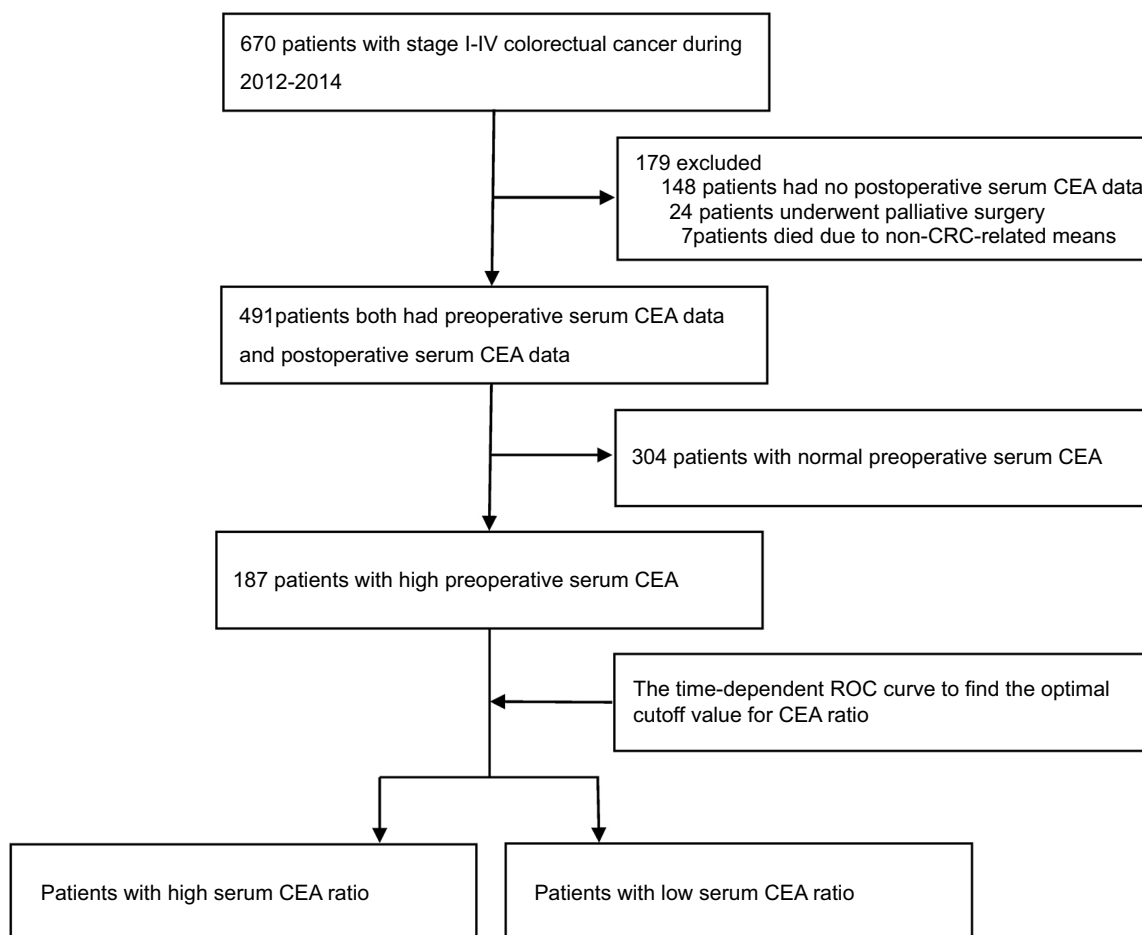 670 patients with stage I-IV colorectual cancer during
2012-2014
179 excluded
148 patients had no postoperative serum CEA data
24 patients underwent palliative surgery
7patients died due to non-CRC-related means
491patients both had preoperative serum CEA data
and postoperative serum CEA data
304 patients with normal preoperative serum CEA
187 patients with high preoperative serum CEA
The time-dependent ROC curve to find the optimal
cutoff value for CEA ratio
Patients with high serum CEA ratio
Patients with low serum CEA ratio